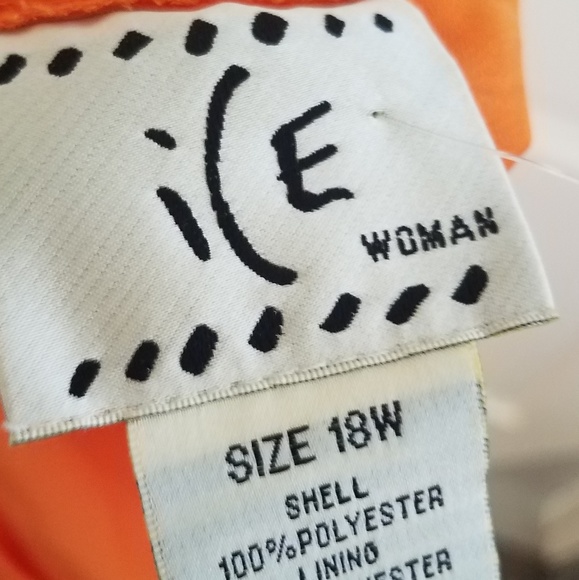 iCE
WOMAN
SIZE 18W
SHELL
100%POLYESTER
LINING